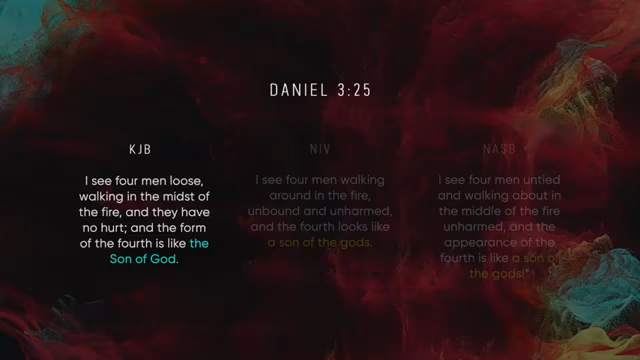 DANIEL 3:25
KJB
I see four men loose,
walking in the midst of
the fire, and they have
no hurt; and the form
of the fourth is like the
Son of God.
NIV
I see four men walking
around in the fire,
unbound and unharmed,
and the fourth looks like
a son of the gods.
NASB
I see four men untied
and walking about in
the middle of the fire
unharmed, and the
appearance of the
fourth is like a son of
the gods!"